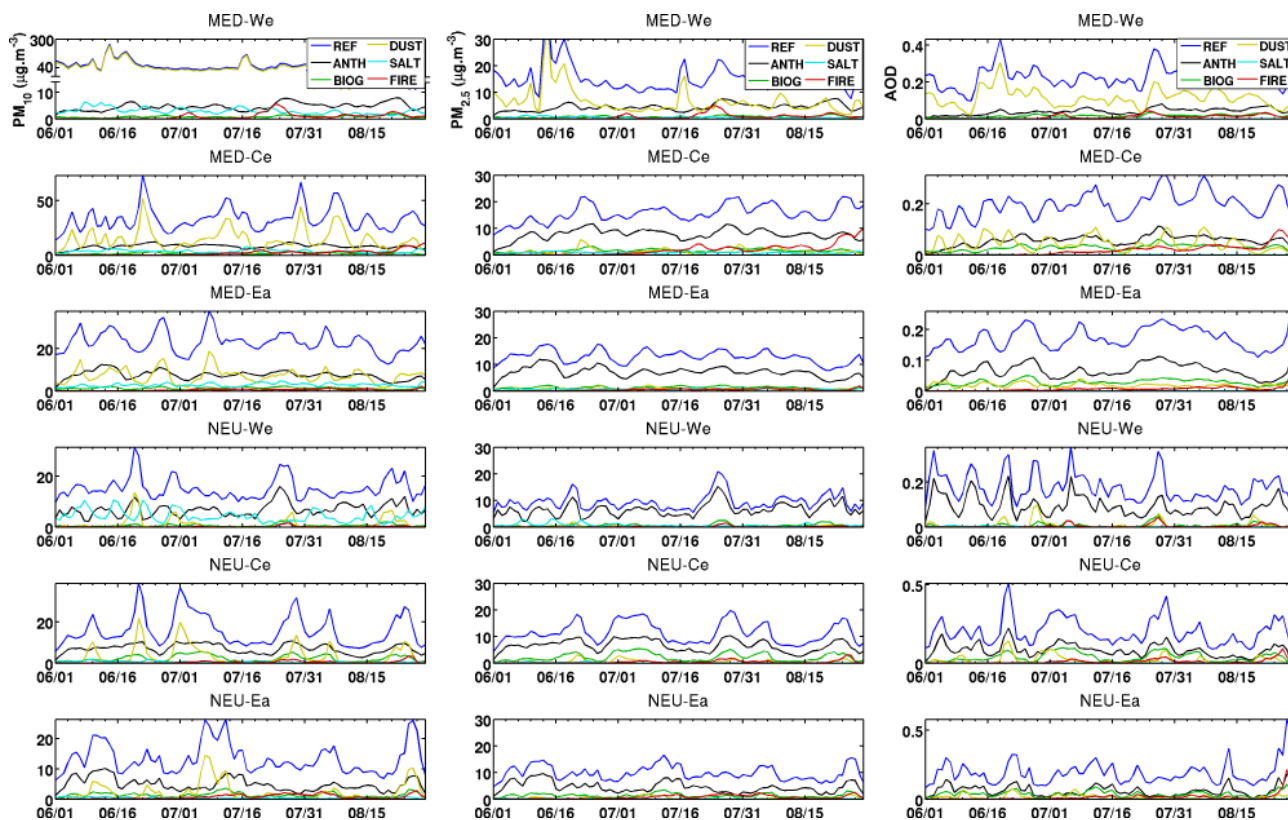 MED-We MED-We MED-We
PM10 (µg.m-3)
300
40
10
0
REF DUST
ANTH SALT
BIOG FIRE
06/01 06/16 07/01 07/16 07/31 08/15
PM2.5 (µg.m-3)
30
20
10
0
REF DUST
ANTH SALT
BIOG FIRE
06/01 06/16 07/01 07/16 07/31 08/15
AOD
0.4
0.2
0
REF DUST
ANTH SALT
BIOG FIRE
06/01 06/16 07/01 07/16 07/31 08/15
MED-Ce MED-Ce MED-Ce
50
0
06/01 06/16 07/01 07/16 07/31 08/15
30
20
10
0
06/01 06/16 07/01 07/16 07/31 08/15
0.2
0
06/01 06/16 07/01 07/16 07/31 08/15
MED-Ea MED-Ea MED-Ea
20
0
06/01 06/16 07/01 07/16 07/31 08/15
30
20
10
0
06/01 06/16 07/01 07/16 07/31 08/15
0.2
0.1
0
06/01 06/16 07/01 07/16 07/31 08/15
NEU-We NEU-We NEU-We
20
0
06/01 06/16 07/01 07/16 07/31 08/15
30
20
10
0
06/01 06/16 07/01 07/16 07/31 08/15
0.2
0
06/01 06/16 07/01 07/16 07/31 08/15
NEU-Ce NEU-Ce NEU-Ce
20
0
06/01 06/16 07/01 07/16 07/31 08/15
30
20
10
0
06/01 06/16 07/01 07/16 07/31 08/15
0.5
0
06/01 06/16 07/01 07/16 07/31 08/15
NEU-Ea NEU-Ea NEU-Ea
20
10
0
06/01 06/16 07/01 07/16 07/31 08/15
30
20
10
0
06/01 06/16 07/01 07/16 07/31 08/15
0.5
0
06/01 06/16 07/01 07/16 07/31 08/15